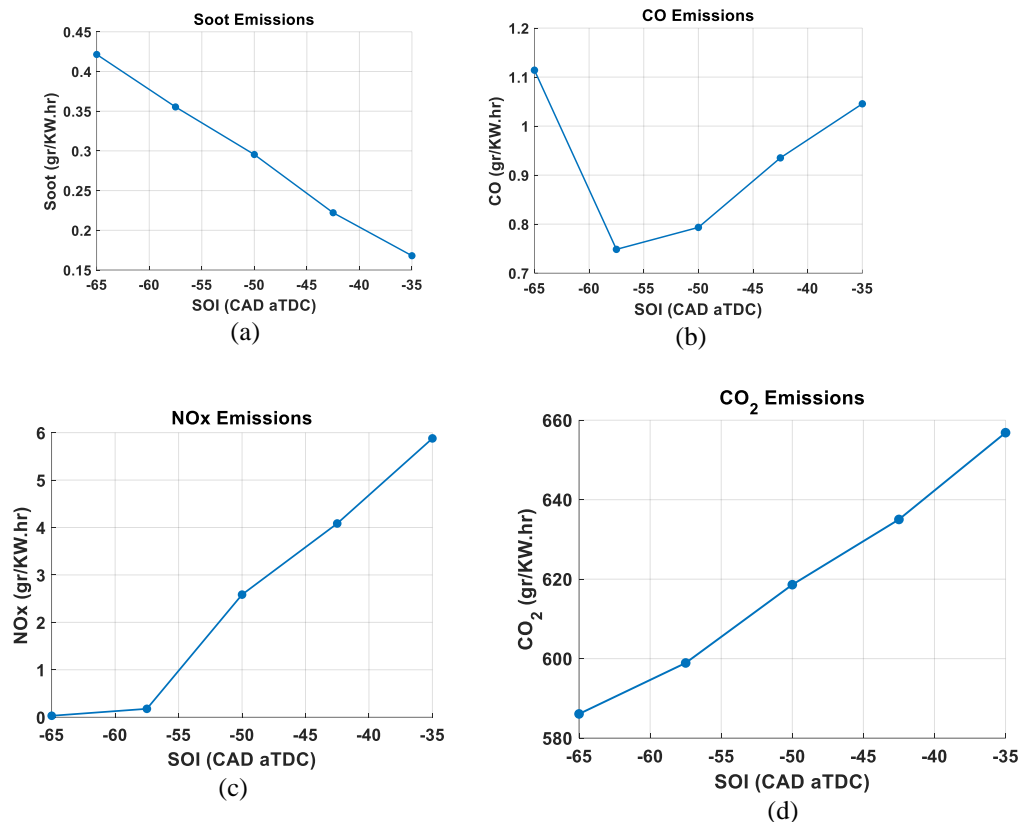 Soot Emissions
0.45
0.4
0.35
0.3
0.25
0.2
0.15
Soot (gr/KW.hr)
-65 -60 -55 -50 -45 -40 -35
SOI (CAD aTDC)
(a)
CO Emissions
1.2
1.1
1
0.9
0.8
0.7
CO (gr/KW.hr)
-65 -60 -55 -50 -45 -40 -35
SOI (CAD aTDC)
(b)
NOx Emissions
6
5
4
3
2
1
0
NOx (gr/KW.hr)
-65 -60 -55 -50 -45 -40 -35
SOI (CAD aTDC)
(c)
CO₂ Emissions
660
640
620
600
580
CO₂ (gr/KW.hr)
-65 -60 -55 -50 -45 -40 -35
SOI (CAD aTDC)
(d)